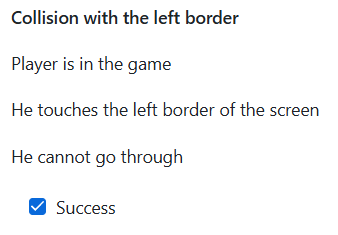 Collision with the left border
Player is in the game
He touches the left border of the screen
He cannot go through
Success